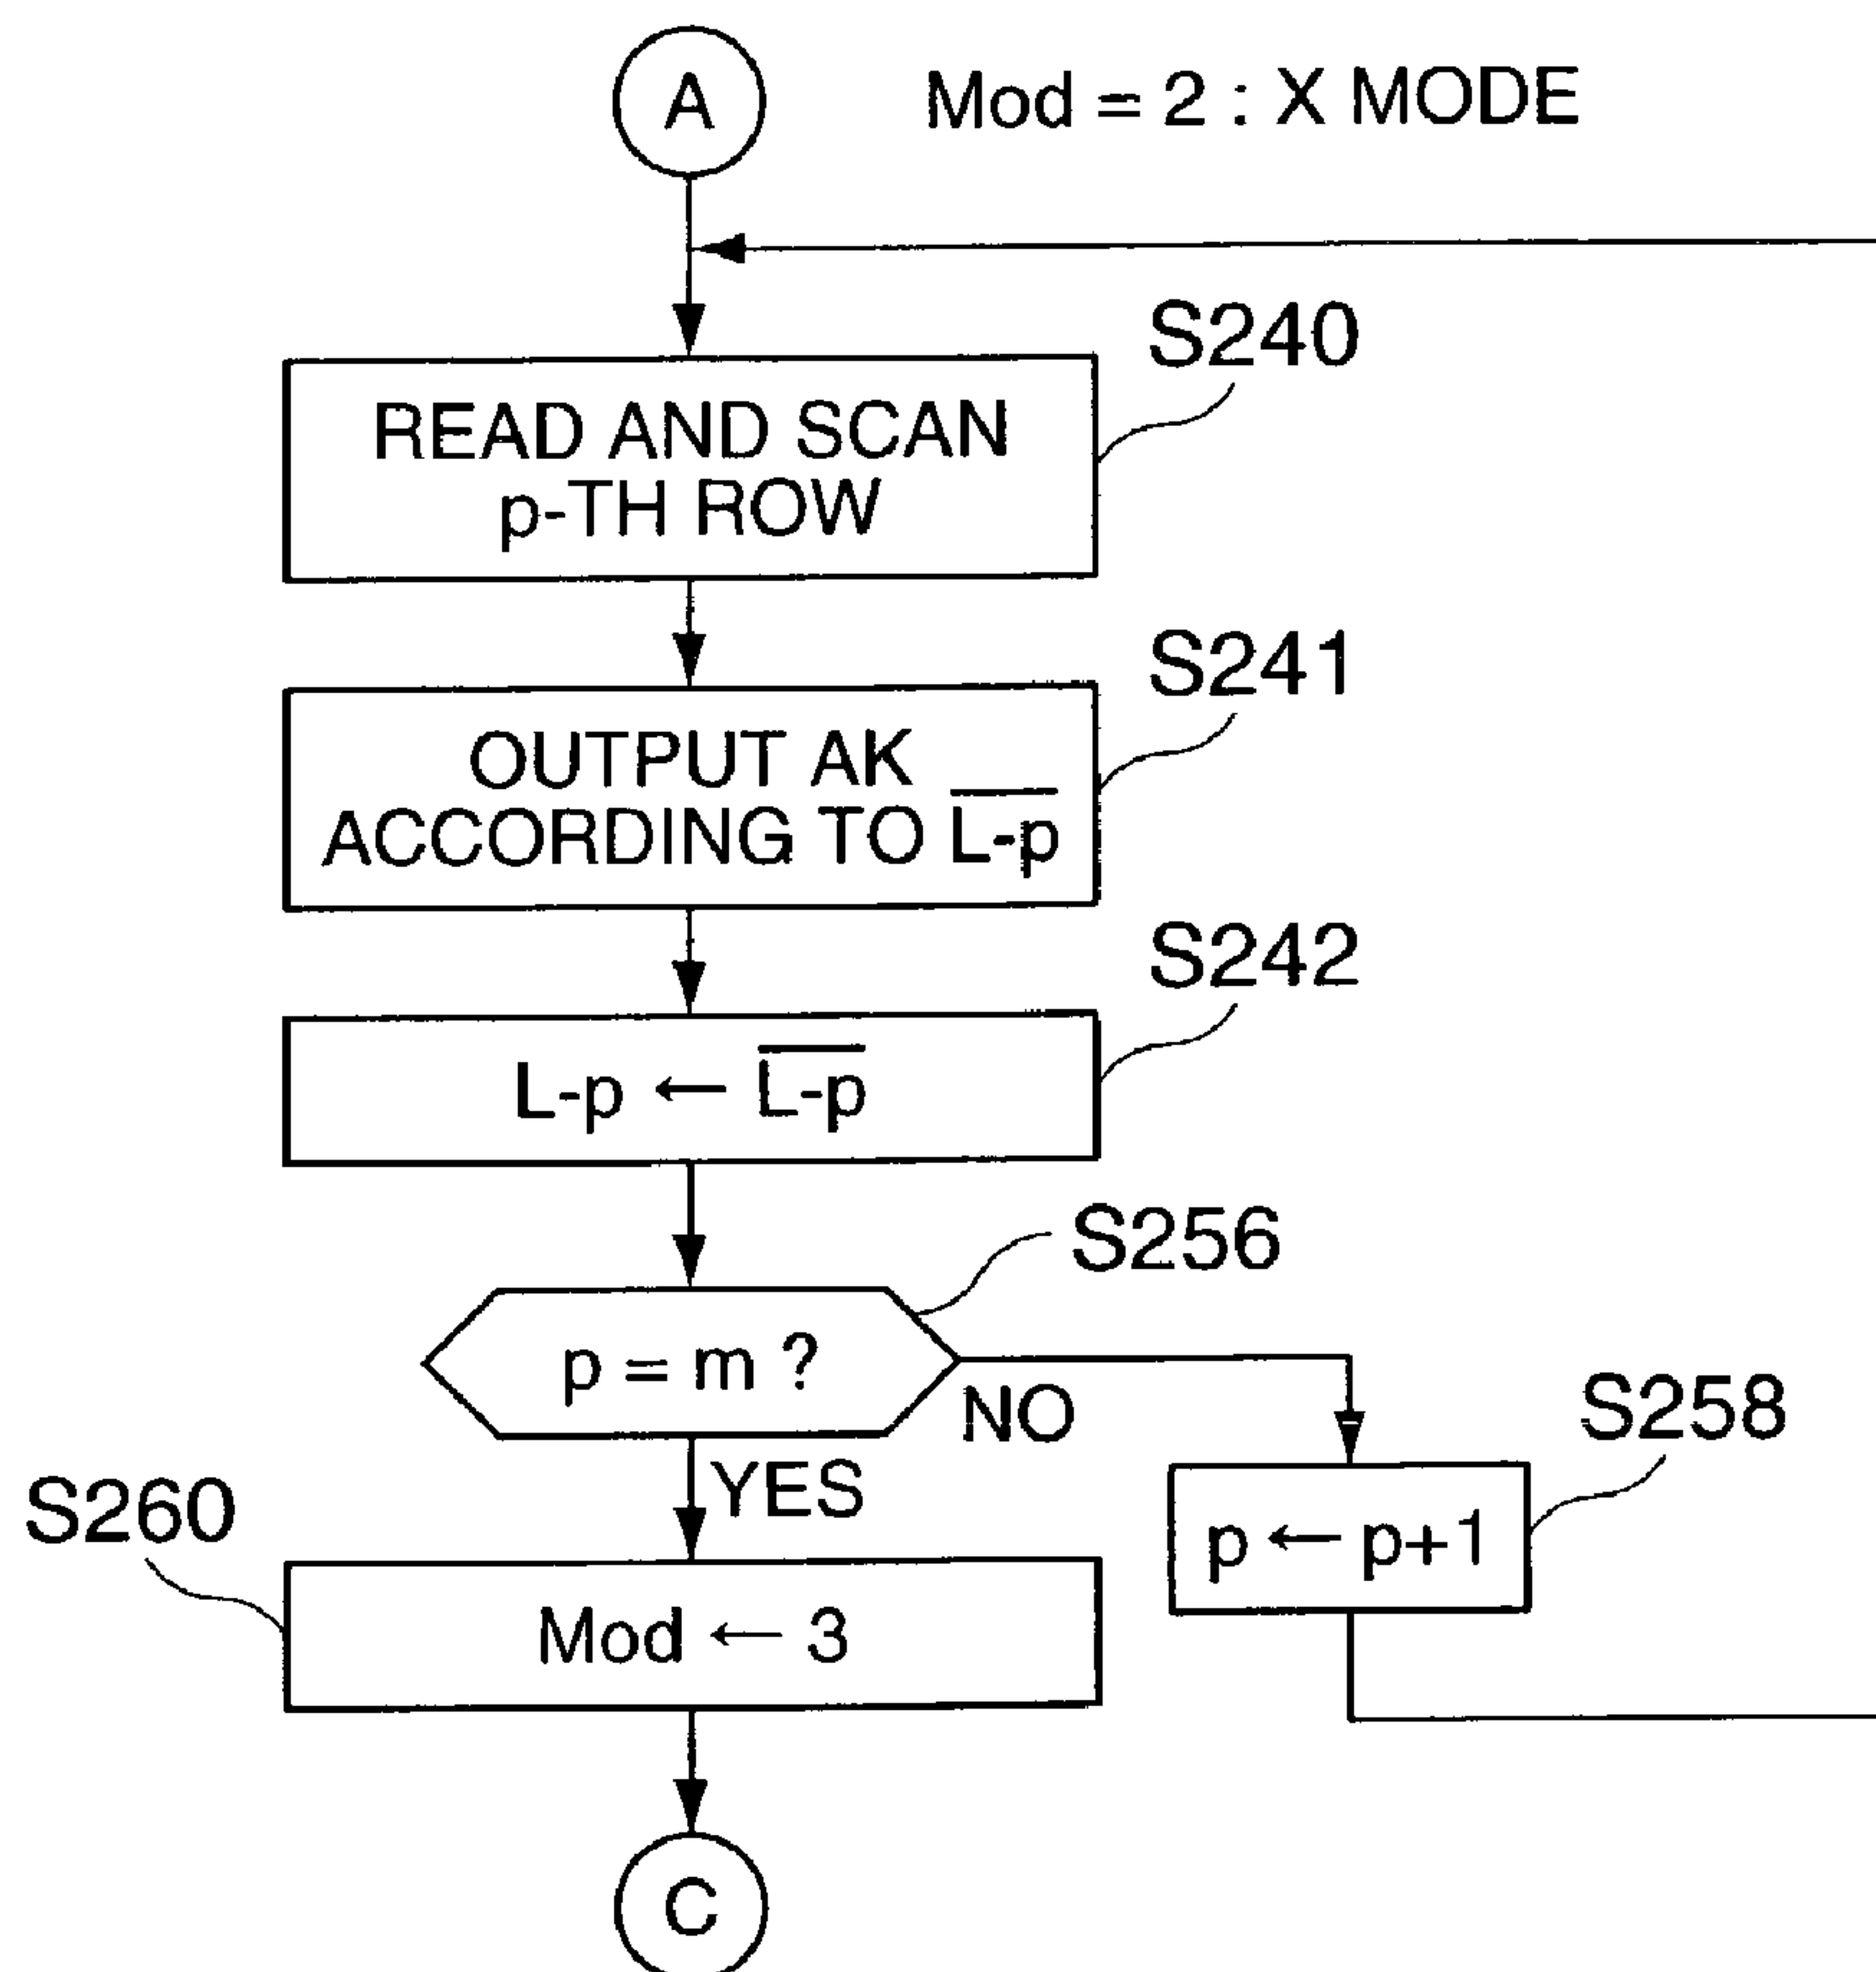 A
Mod = 2 : X MODE
S240
READ AND SCAN
p-TH ROW
S241
OUTPUT AK
ACCORDING TO L̅-̅p̅
S242
L-p ← L̅-̅p̅
S256
p = m ?
NO
S258
YES
S260
p ← p+1
Mod ← 3
C